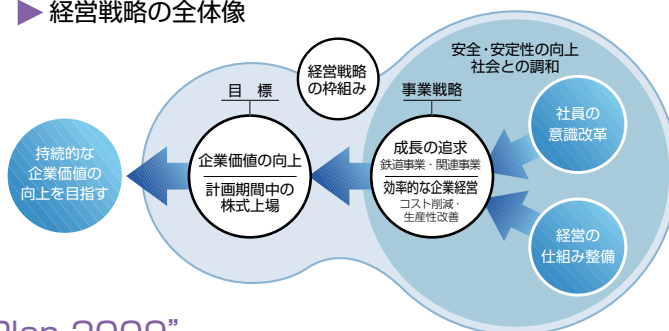 ▶ 経営戦略の全体像
安全・安定性の向上
社会との調和
経営戦略
の枠組み
目 標
事業戦略
社員の
意識改革
持続的な
企業価値の
向上を目指す
企業価値の向上
計画期間中の
株式上場
成長の追求
鉄道事業・関連事業
効率的な企業経営
コスト削減・
生産性改善
経営の
仕組み整備